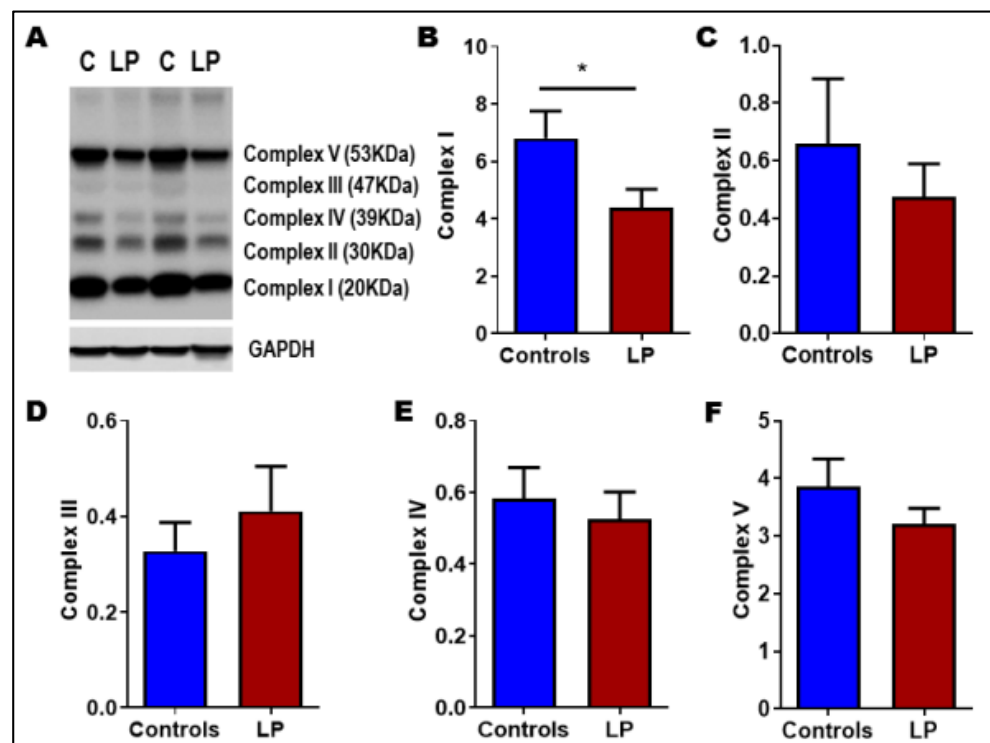 A
C LP C LP
Complex V (53KDa)
Complex III (47KDa)
Complex IV (39KDa)
Complex II (30KDa)
Complex I (20KDa)
GAPDH
B
Complex I
10
8
6
4
2
0
*
Controls LP
C
Complex II
1.0
0.8
0.6
0.4
0.2
0.0
Controls LP
D
Complex III
0.6
0.4
0.2
0.0
Controls LP
E
Complex IV
0.8
0.6
0.4
0.2
0.0
Controls LP
F
Complex V
5
4
3
2
1
0
Controls LP